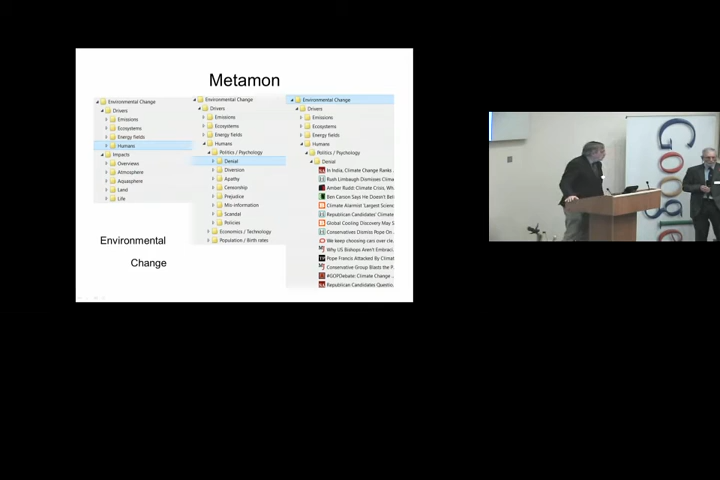 Metamon
Environmental Change
Drivers
Emissions
Ecosystems
Energy fields
Humans
Impacts
Overviews
Atmosphere
Aquasphere
Land
Life
Environmental Change
Drivers
Emissions
Ecosystems
Energy fields
Humans
Politics / Psychology
Denial
Diversion
Apathy
Censorship
Prejudice
Mis-information
Scandal
Policies
Economics / Technology
Population / Birth rates
Environmental Change
Drivers
Emissions
Ecosystems
Energy fields
Humans
Politics / Psychology
Denial
In India, Climate Change Ranks
Rush Limbaugh Dismisses Clima
Amber Rudd: Climate Crisis, Wh
Ben Carson Says He Doesn't Bel
Climate Alarmist 'Largest Scienc
Republican Candidates' Climate
Global Cooling Discovery May S
Conservatives Dismiss Pope On
We keep choosing cars over cle
Why US Bishops Aren't Embraci
Pope Francis Attacked By Climat
Conservative Group Blasts the P
#GOPDebate: Climate Change
Republican Candidates Questio
Environmental
Change
Google